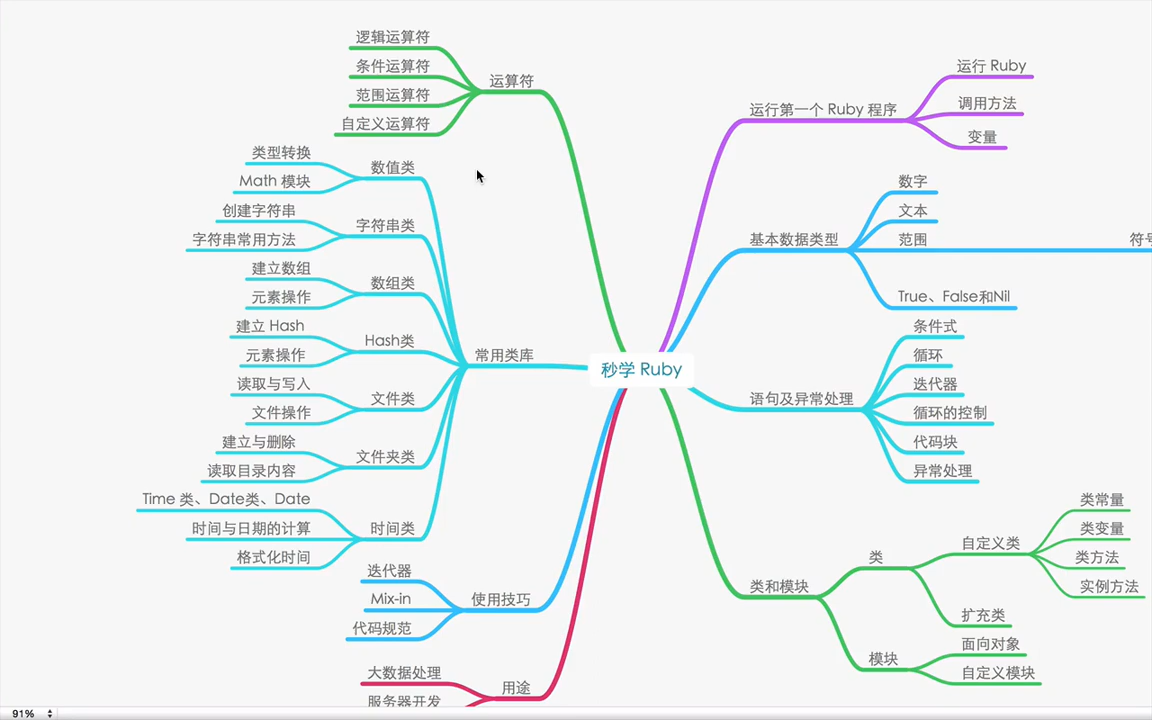 秒学 Ruby
运算符
逻辑运算符
条件运算符
范围运算符
自定义运算符
常用类库
数值类
类型转换
Math 模块
字符串类
创建字符串
字符串常用方法
数组类
建立数组
元素操作
Hash类
建立 Hash
元素操作
文件类
读取与写入
文件操作
文件夹类
建立与删除
读取目录内容
时间类
Time 类、Date类、Date
时间与日期的计算
格式化时间
使用技巧
迭代器
Mix-in
代码规范
用途
大数据处理
服务器开发
运行第一个 Ruby 程序
运行 Ruby
调用方法
变量
基本数据类型
数字
文本
范围
符号
True、False和Nil
语句及异常处理
条件式
循环
迭代器
循环的控制
代码块
异常处理
类和模块
类
自定义类
类常量
类变量
类方法
实例方法
扩充类
模块
面向对象
自定义模块
91%